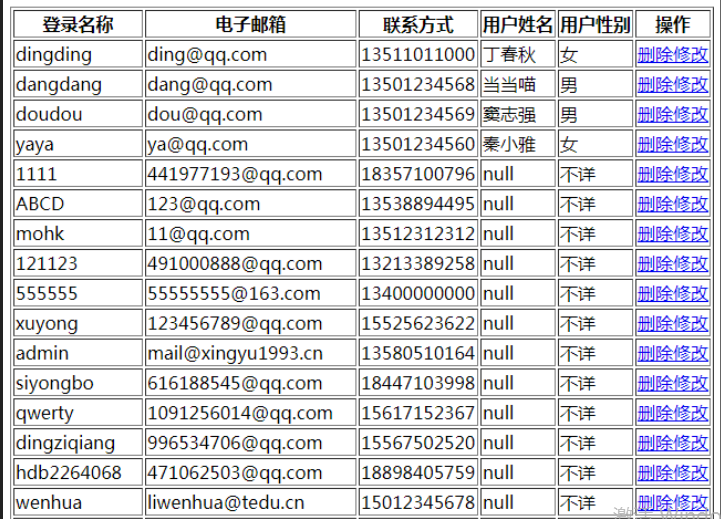 登录名称 电子邮箱 联系方式 用户姓名 用户性别 操作
dingding ding@qq.com 13511011000 丁春秋 女 删除修改
dangdang dang@qq.com 13501234568 当当喵 男 删除修改
doudou dou@qq.com 13501234569 窦志强 男 删除修改
yaya ya@qq.com 13501234560 秦小雅 女 删除修改
1111 441977193@qq.com 18357100796 null 不详 删除修改
ABCD 123@qq.com 13538894495 null 不详 删除修改
mohk 11@qq.com 13512312312 null 不详 删除修改
121123 491000888@qq.com 13213389258 null 不详 删除修改
555555 55555555@163.com 13400000000 null 不详 删除修改
xuyong 123456789@qq.com 15525623622 null 不详 删除修改
admin mail@xingyu1993.cn 13580510164 null 不详 删除修改
siyongbo 616188545@qq.com 18447103998 null 不详 删除修改
qwerty 1091256014@qq.com 15617152367 null 不详 删除修改
dingziqiang 996534706@qq.com 15567502520 null 不详 删除修改
hdb2264068 471062503@qq.com 18898405759 null 不详 删除修改
wenhua liwenhua@tedu.cn 15012345678 null 不详 删除修改